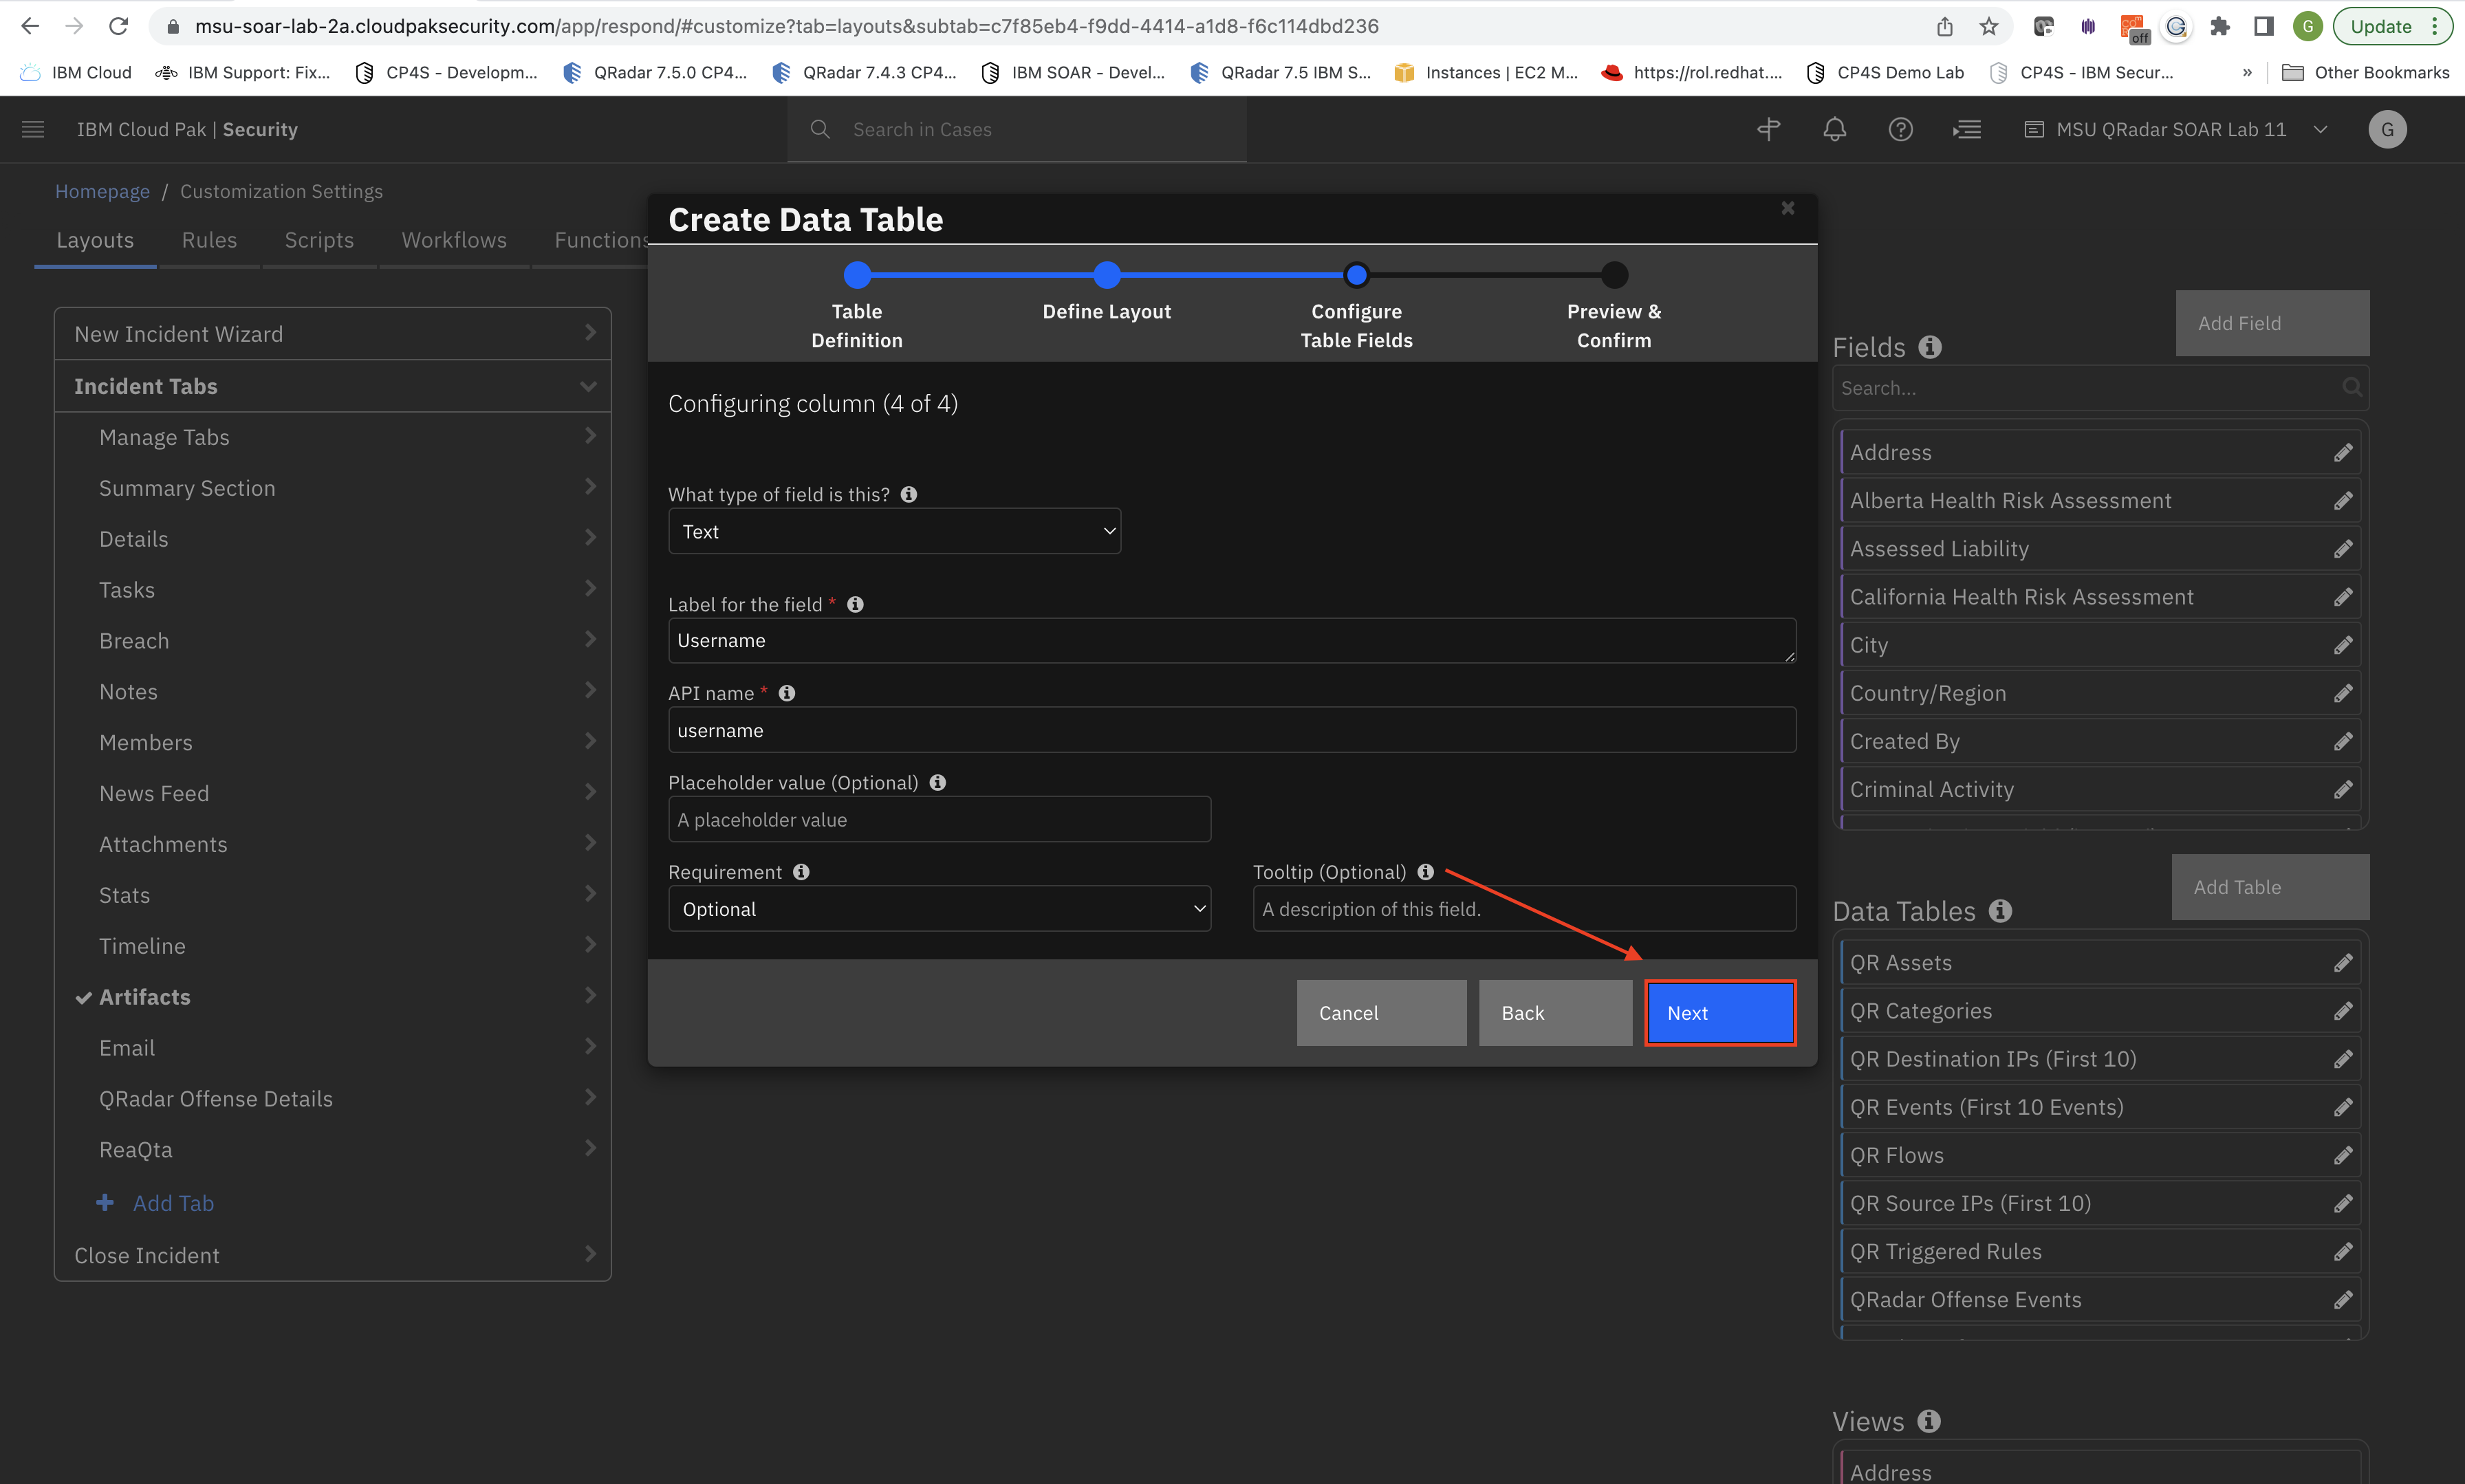 msu-soar-lab-2a.cloudpaksecurity.com/app/respond/#customize?tab=layouts&subtab=c7f85eb4-f9dd-4414-a1d8-f6c114dbd236
off
G
Update
IBM Cloud
IBM Support: Fix...
CP4S - Developm...
QRadar 7.5.0 CP4...
QRadar 7.4.3 CP4...
IBM SOAR - Devel...
QRadar 7.5 IBM S...
Instances | EC2 M...
https://rol.redhat....
CP4S Demo Lab
CP4S - IBM Secur...
»
Other Bookmarks
IBM Cloud Pak | Security
Search in Cases
MSU QRadar SOAR Lab 11
G
Homepage / Customization Settings
Layouts
Rules
Scripts
Workflows
Functions
New Incident Wizard
Incident Tabs
Manage Tabs
Summary Section
Details
Tasks
Breach
Notes
Members
News Feed
Attachments
Stats
Timeline
Artifacts
Email
QRadar Offense Details
ReaQta
Add Tab
Close Incident
Create Data Table
Table
Definition
Define Layout
Configure
Table Fields
Preview &
Confirm
Configuring column (4 of 4)
What type of field is this?
Text
Label for the field *
Username
API name *
username
Placeholder value (Optional)
A placeholder value
Requirement
Optional
Tooltip (Optional)
A description of this field.
Cancel
Back
Next
Fields
Add Field
Search...
Address
Alberta Health Risk Assessment
Assessed Liability
California Health Risk Assessment
City
Country/Region
Created By
Criminal Activity
Data Tables
Add Table
QR Assets
QR Categories
QR Destination IPs (First 10)
QR Events (First 10 Events)
QR Flows
QR Source IPs (First 10)
QR Triggered Rules
QRadar Offense Events
Views
Address